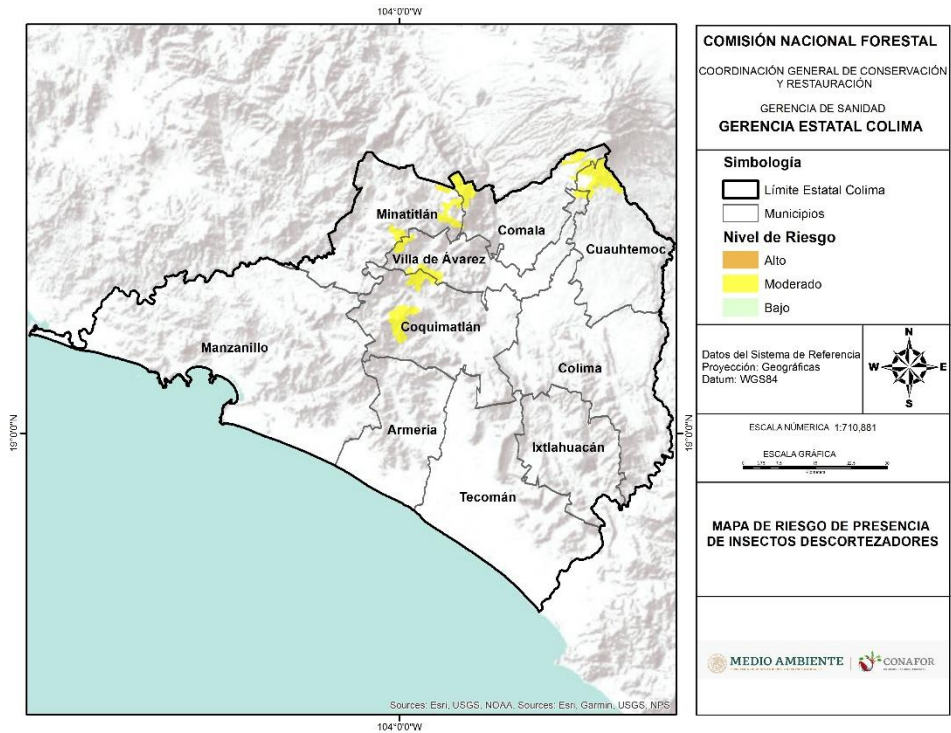 104°0'0"W
COMISIÓN NACIONAL FORESTAL
COORDINACIÓN GENERAL DE CONSERVACIÓN
Y RESTAURACIÓN
GERENCIA DE SANIDAD
GERENCIA ESTATAL COLIMA
Simbología
Límite Estatal Colima
Municipios
Nivel de Riesgo
Alto
Moderado
Bajo
Minatitlán
Comala
Cuauhtemoc
Villa de Ávarez
Coquimatlán
Manzanillo
Colima
Armería
Ixtlahuacán
Tecomán
19°0'0"N
19°0'0"N
Datos del Sistema de Referencia
Proyección: Geográficas
Datum: WGS84
N
W E
S
ESCALA NÚMERICA 1:710,881
ESCALA GRÁFICA
MAPA DE RIESGO DE PRESENCIA
DE INSECTOS DESCORTEZADORES
MEDIO AMBIENTE
CONAFOR
Sources: Esri, USGS, NOAA, Sources: Esri, Garmin, USGS, NPS
104°0'0"W